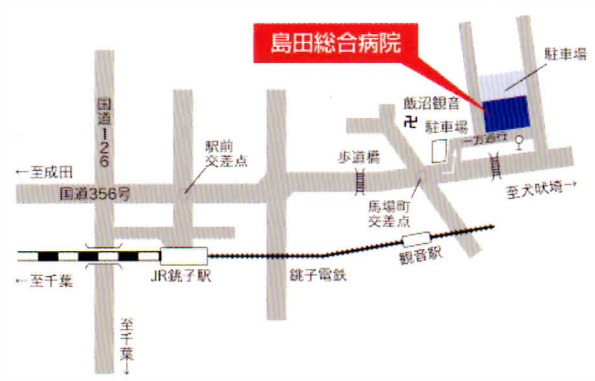 島田総合病院
駐車場
飯沼観音
卍
駐車場
一方通行
国道126
駅前
交差点
歩道橋
←至成田
国道356号
至犬吠埼→
馬場町
交差点
観音駅
←至千葉
JR銚子駅
銚子電鉄
至千葉→